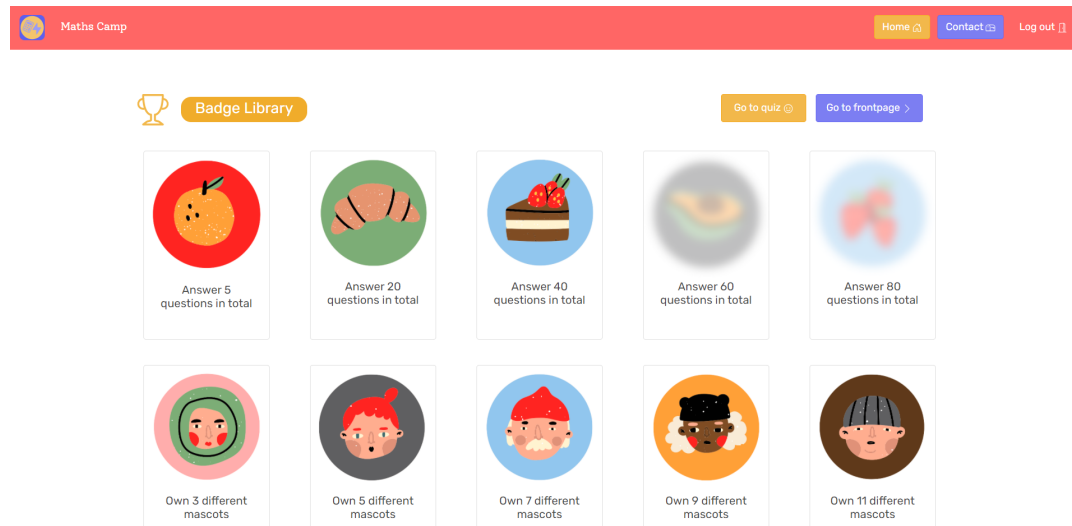 Maths Camp
Home
Contact
Log out
Badge Library
Go to quiz
Go to frontpage
Answer 5
questions in total
Answer 20
questions in total
Answer 40
questions in total
Answer 60
questions in total
Answer 80
questions in total
Own 3 different
mascots
Own 5 different
mascots
Own 7 different
mascots
Own 9 different
mascots
Own 11 different
mascots